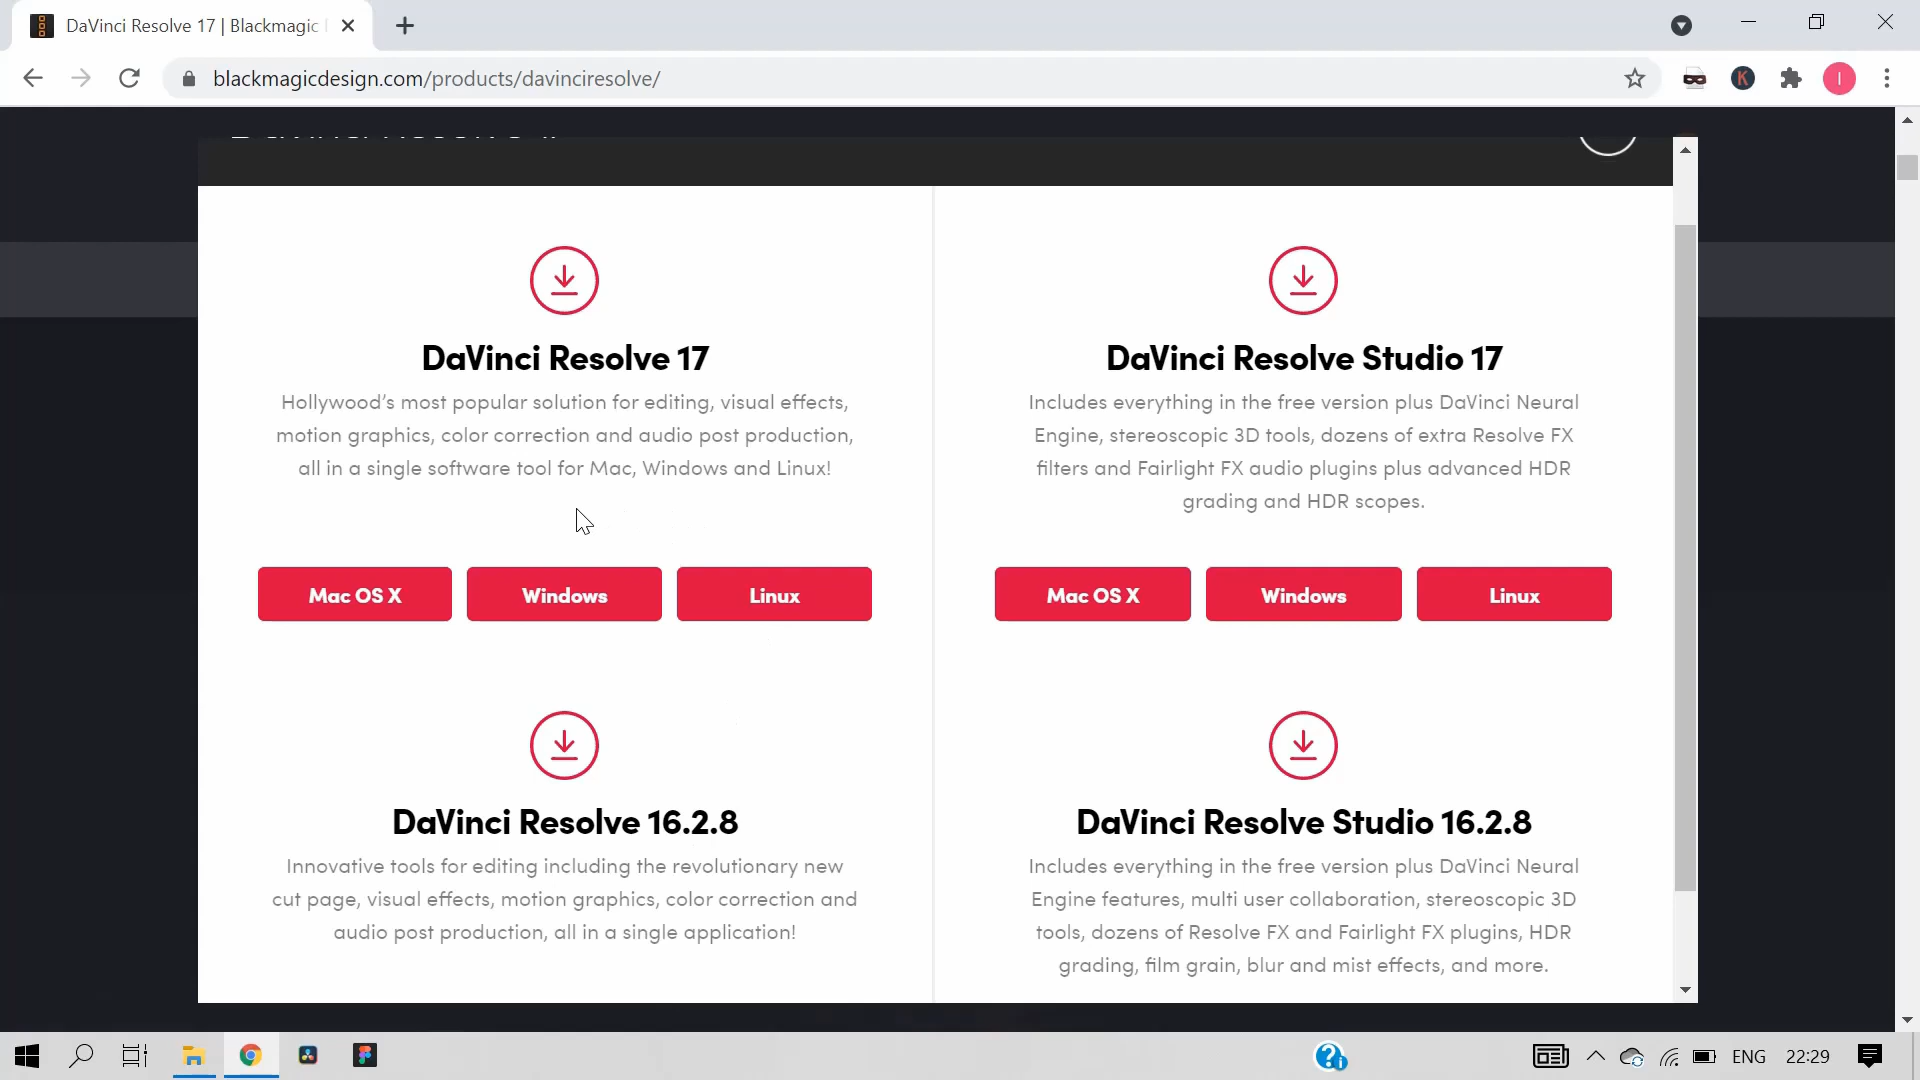 DaVinci Resolve 17 | Blackmagic
blackmagicdesign.com/products/davinciresolve/
DaVinci Resolve 17
Hollywood’s most popular solution for editing, visual effects,
motion graphics, color correction and audio post production,
all in a single software tool for Mac, Windows and Linux!
Mac OS X
Windows
Linux
DaVinci Resolve Studio 17
Includes everything in the free version plus DaVinci Neural
Engine, stereoscopic 3D tools, dozens of extra Resolve FX
filters and Fairlight FX audio plugins plus advanced HDR
grading and HDR scopes.
Mac OS X
Windows
Linux
DaVinci Resolve 16.2.8
Innovative tools for editing including the revolutionary new
cut page, visual effects, motion graphics, color correction and
audio post production, all in a single application!
DaVinci Resolve Studio 16.2.8
Includes everything in the free version plus DaVinci Neural
Engine features, multi user collaboration, stereoscopic 3D
tools, dozens of Resolve FX and Fairlight FX plugins, HDR
grading, film grain, blur and mist effects, and more.
K
I
ENG
22:29